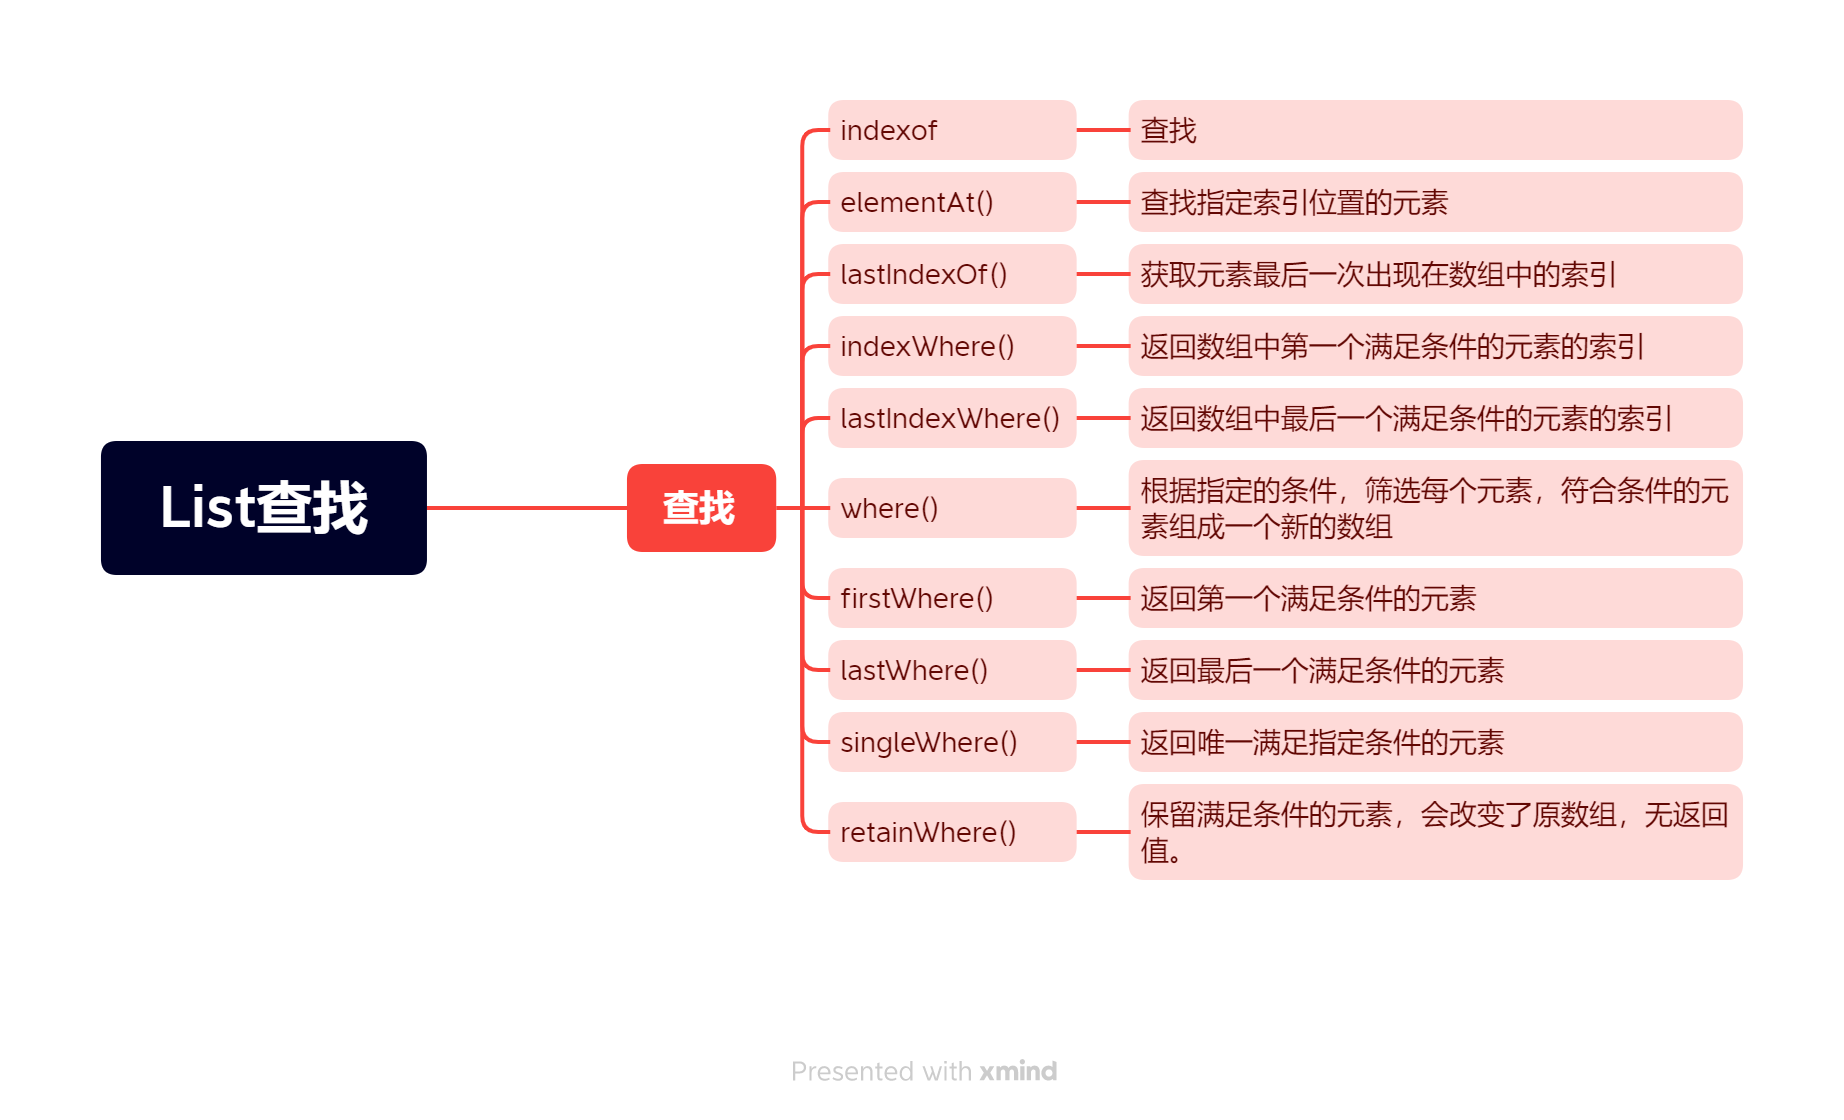 List查找
查找
indexof
查找
elementAt()
查找指定索引位置的元素
lastIndexOf()
获取元素最后一次出现在数组中的索引
indexWhere()
返回数组中第一个满足条件的元素的索引
lastIndexWhere()
返回数组中最后一个满足条件的元素的索引
where()
根据指定的条件，筛选每个元素，符合条件的元
素组成一个新的数组
firstWhere()
返回第一个满足条件的元素
lastWhere()
返回最后一个满足条件的元素
singleWhere()
返回唯一满足指定条件的元素
retainWhere()
保留满足条件的元素，会改变了原数组，无返回
值。
Presented with xmind